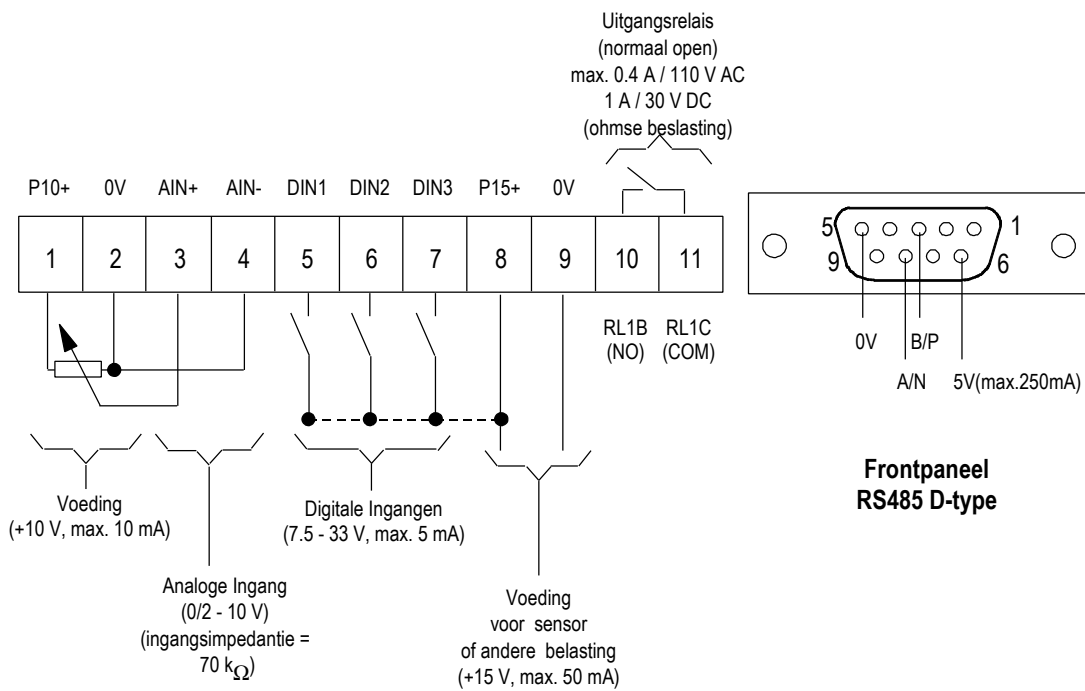 Uitgangsrelais
(normaal open)
max. 0.4 A / 110 V AC
1 A / 30 V DC
(ohmse beslasting)
P10+ 0V AIN+ AIN- DIN1 DIN2 DIN3 P15+ 0V
1 2 3 4 5 6 7 8 9 10 11
RL1B RL1C
(NO) (COM)
5 1
9 6
0V B/P
A/N 5V(max.250mA)
Frontpaneel
RS485 D-type
Voeding
(+10 V, max. 10 mA)
Digitale Ingangen
(7.5 - 33 V, max. 5 mA)
Analoge Ingang
(0/2 - 10 V)
(ingangsimpedantie =
70 kΩ)
Voeding
voor sensor
of andere belasting
(+15 V, max. 50 mA)